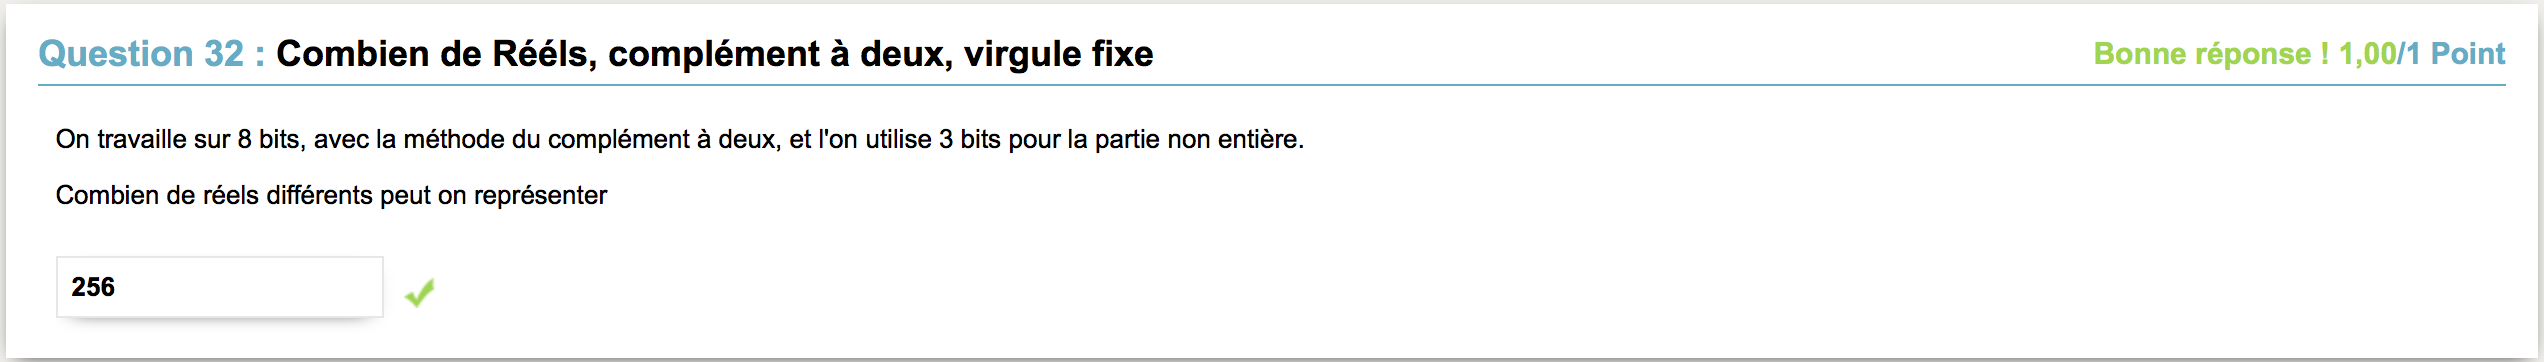 Question 32 : Combien de Rééls, complément à deux, virgule fixe
Bonne réponse ! 1,00/1 Point
On travaille sur 8 bits, avec la méthode du complément à deux, et l'on utilise 3 bits pour la partie non entière.
Combien de réels différents peut on représenter
256